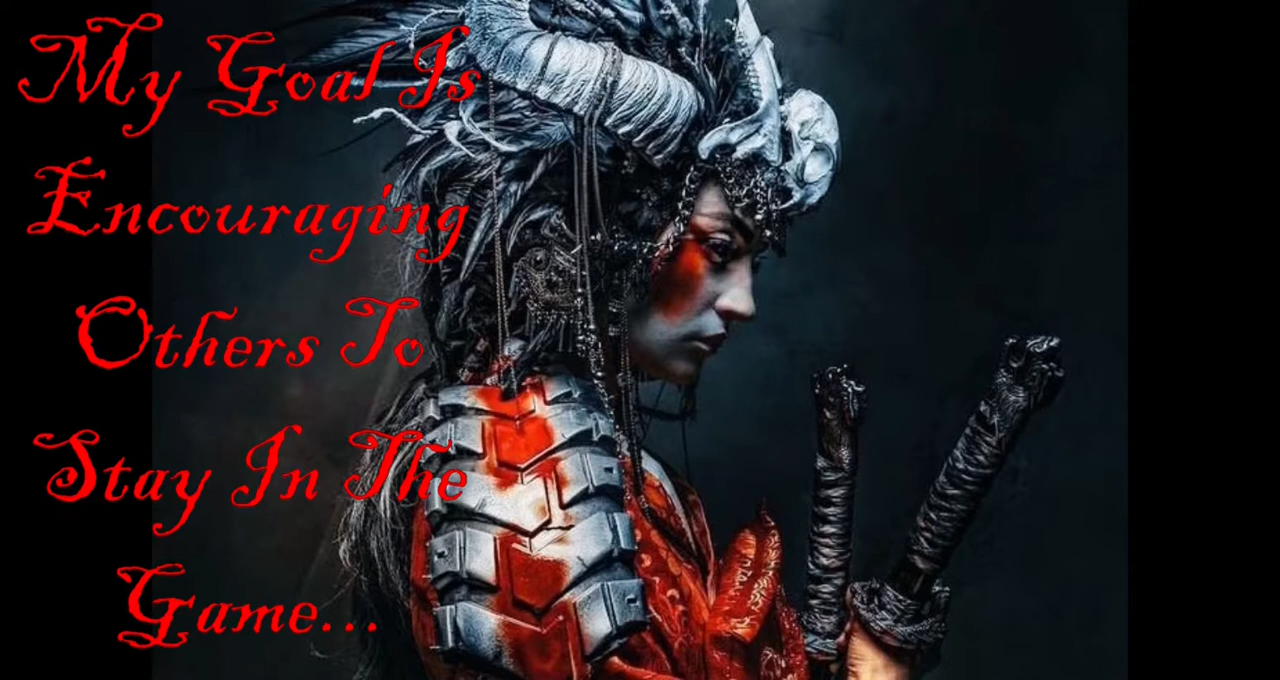 My Goal Is
Encouraging
Others To
Stay In The
Game...